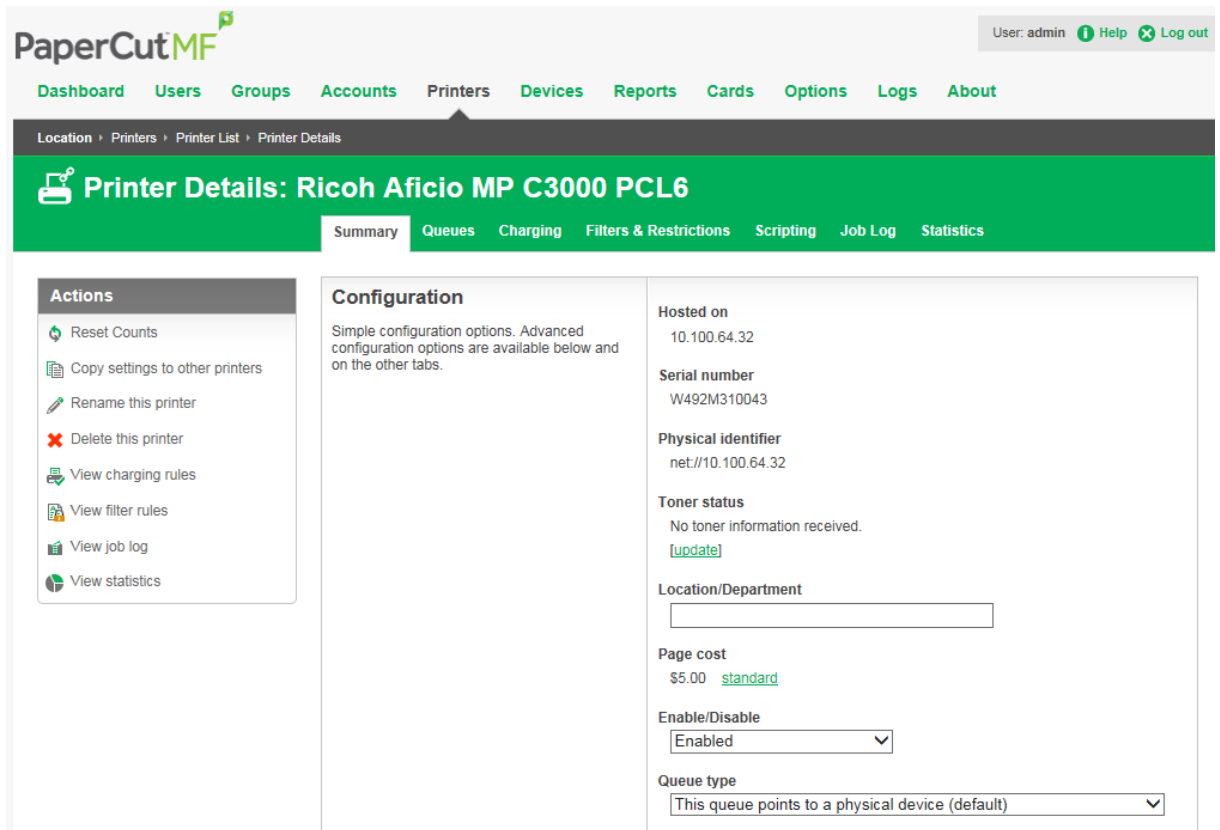 PaperCut MF
User: admin Help Log out
Dashboard Users Groups Accounts Printers Devices Reports Cards Options Logs About
Location Printers Printer List Printer Details
Printer Details: Ricoh Aficio MP C3000 PCL6
Summary Queues Charging Filters & Restrictions Scripting Job Log Statistics
Actions
Reset Counts
Copy settings to other printers
Rename this printer
Delete this printer
View charging rules
View filter rules
View job log
View statistics
Configuration
Simple configuration options. Advanced
configuration options are available below and
on the other tabs.
Hosted on
10.100.64.32
Serial number
W492M310043
Physical identifier
net://10.100.64.32
Toner status
No toner information received.
[update]
Location/Department
Page cost
$5.00 standard
Enable/Disable
Enabled
Queue type
This queue points to a physical device (default)